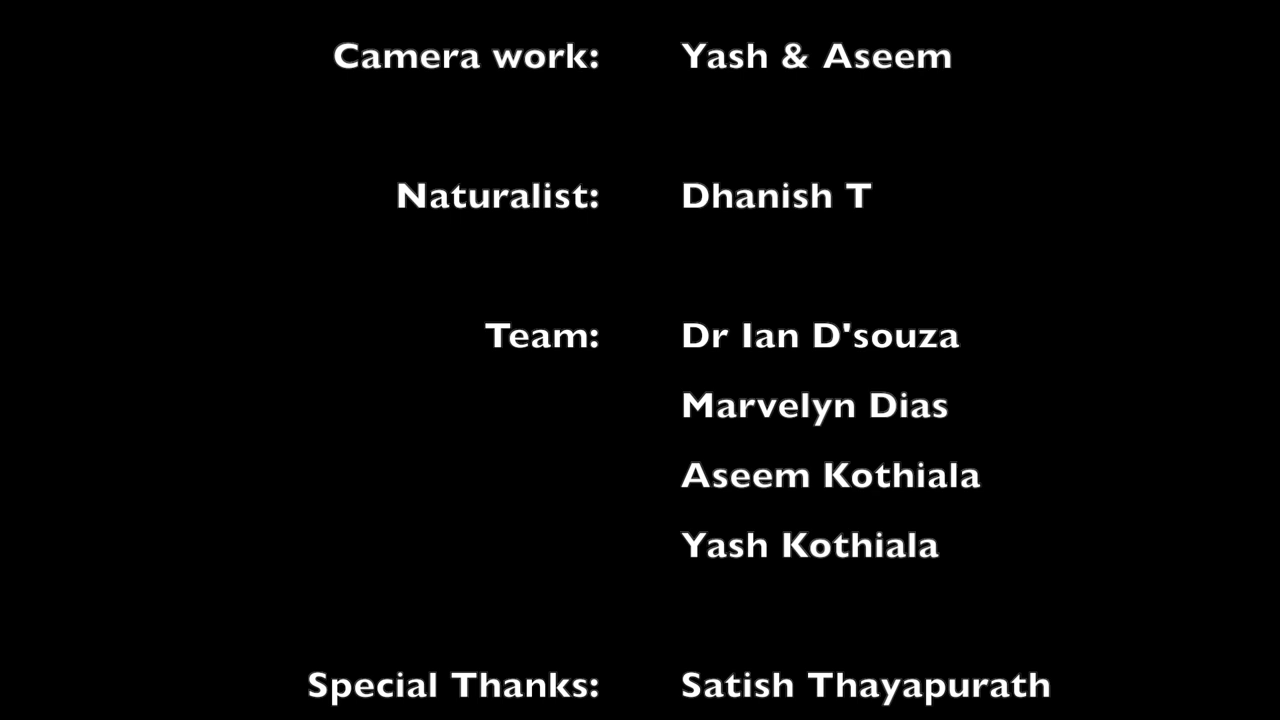 Camera work: Yash & Aseem
Naturalist: Dhanish T
Team: Dr Ian D'souza
Marvelyn Dias
Aseem Kothiala
Yash Kothiala
Special Thanks: Satish Thayapurath